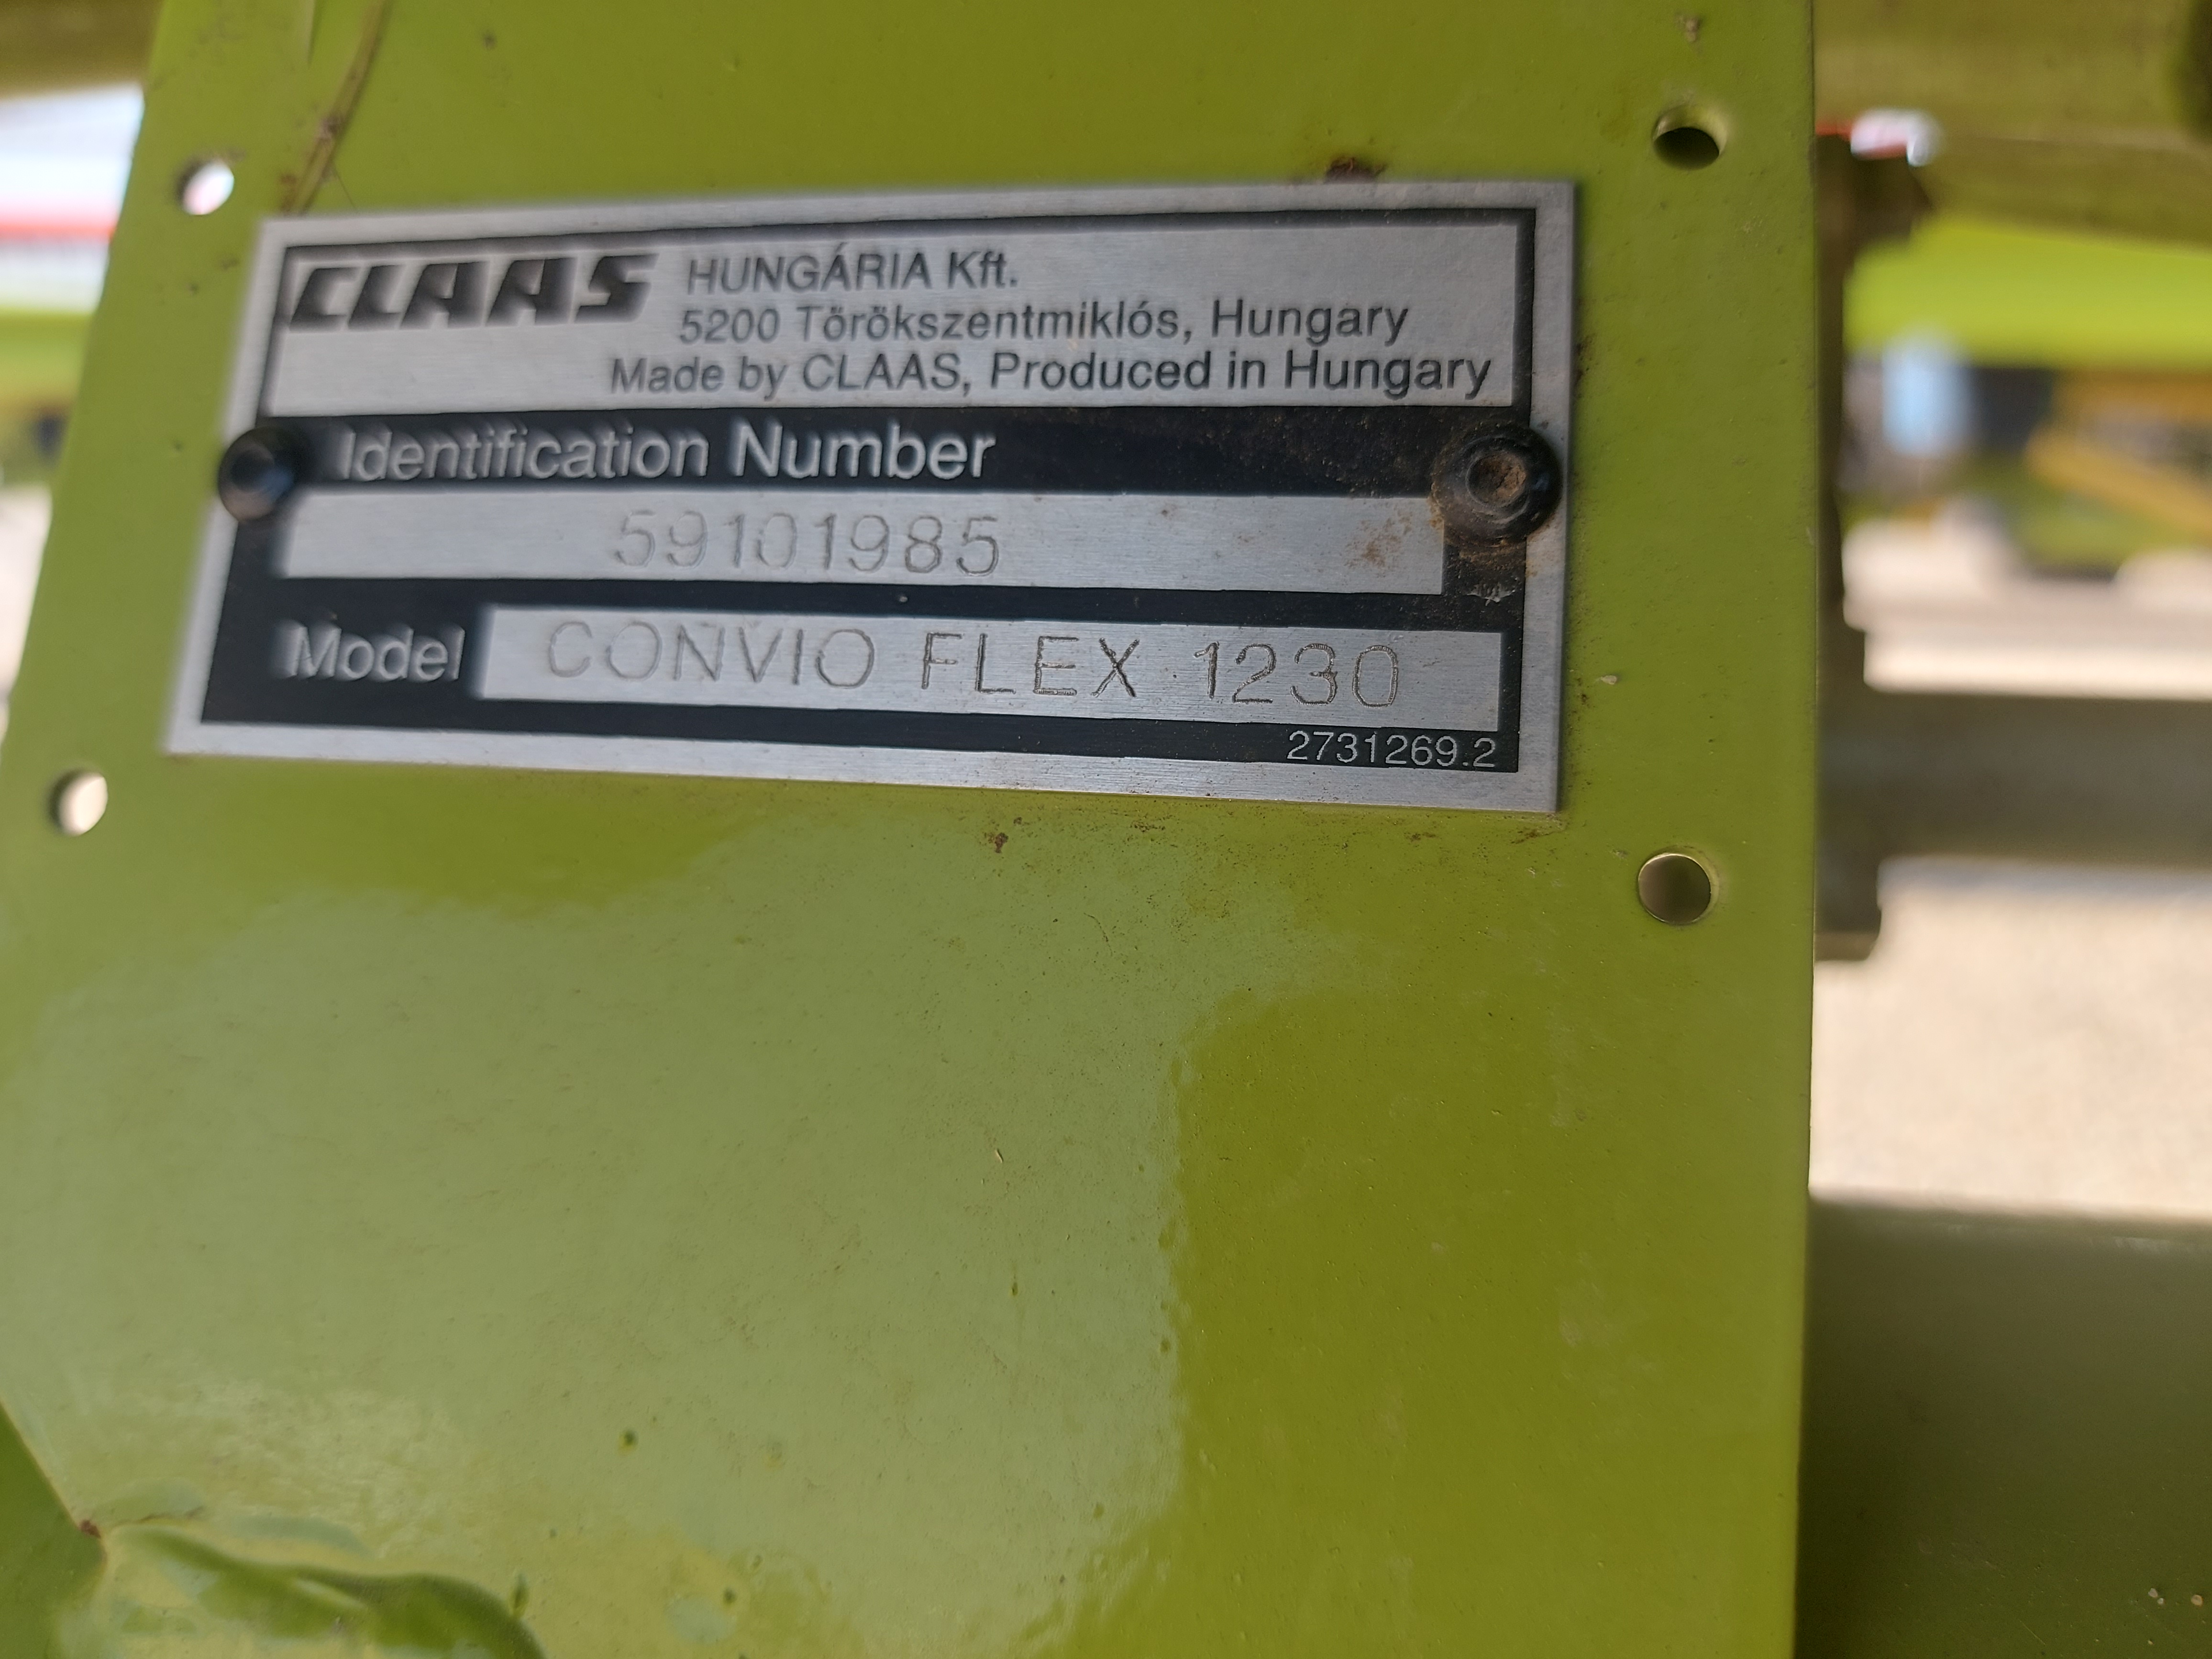 CLAAS HUNGÁRIA Kft.
5200 Törökszentmiklós, Hungary
Made by CLAAS, Produced in Hungary
Identification Number
59101985
Model CONVIO FLEX 1230
2731269.2